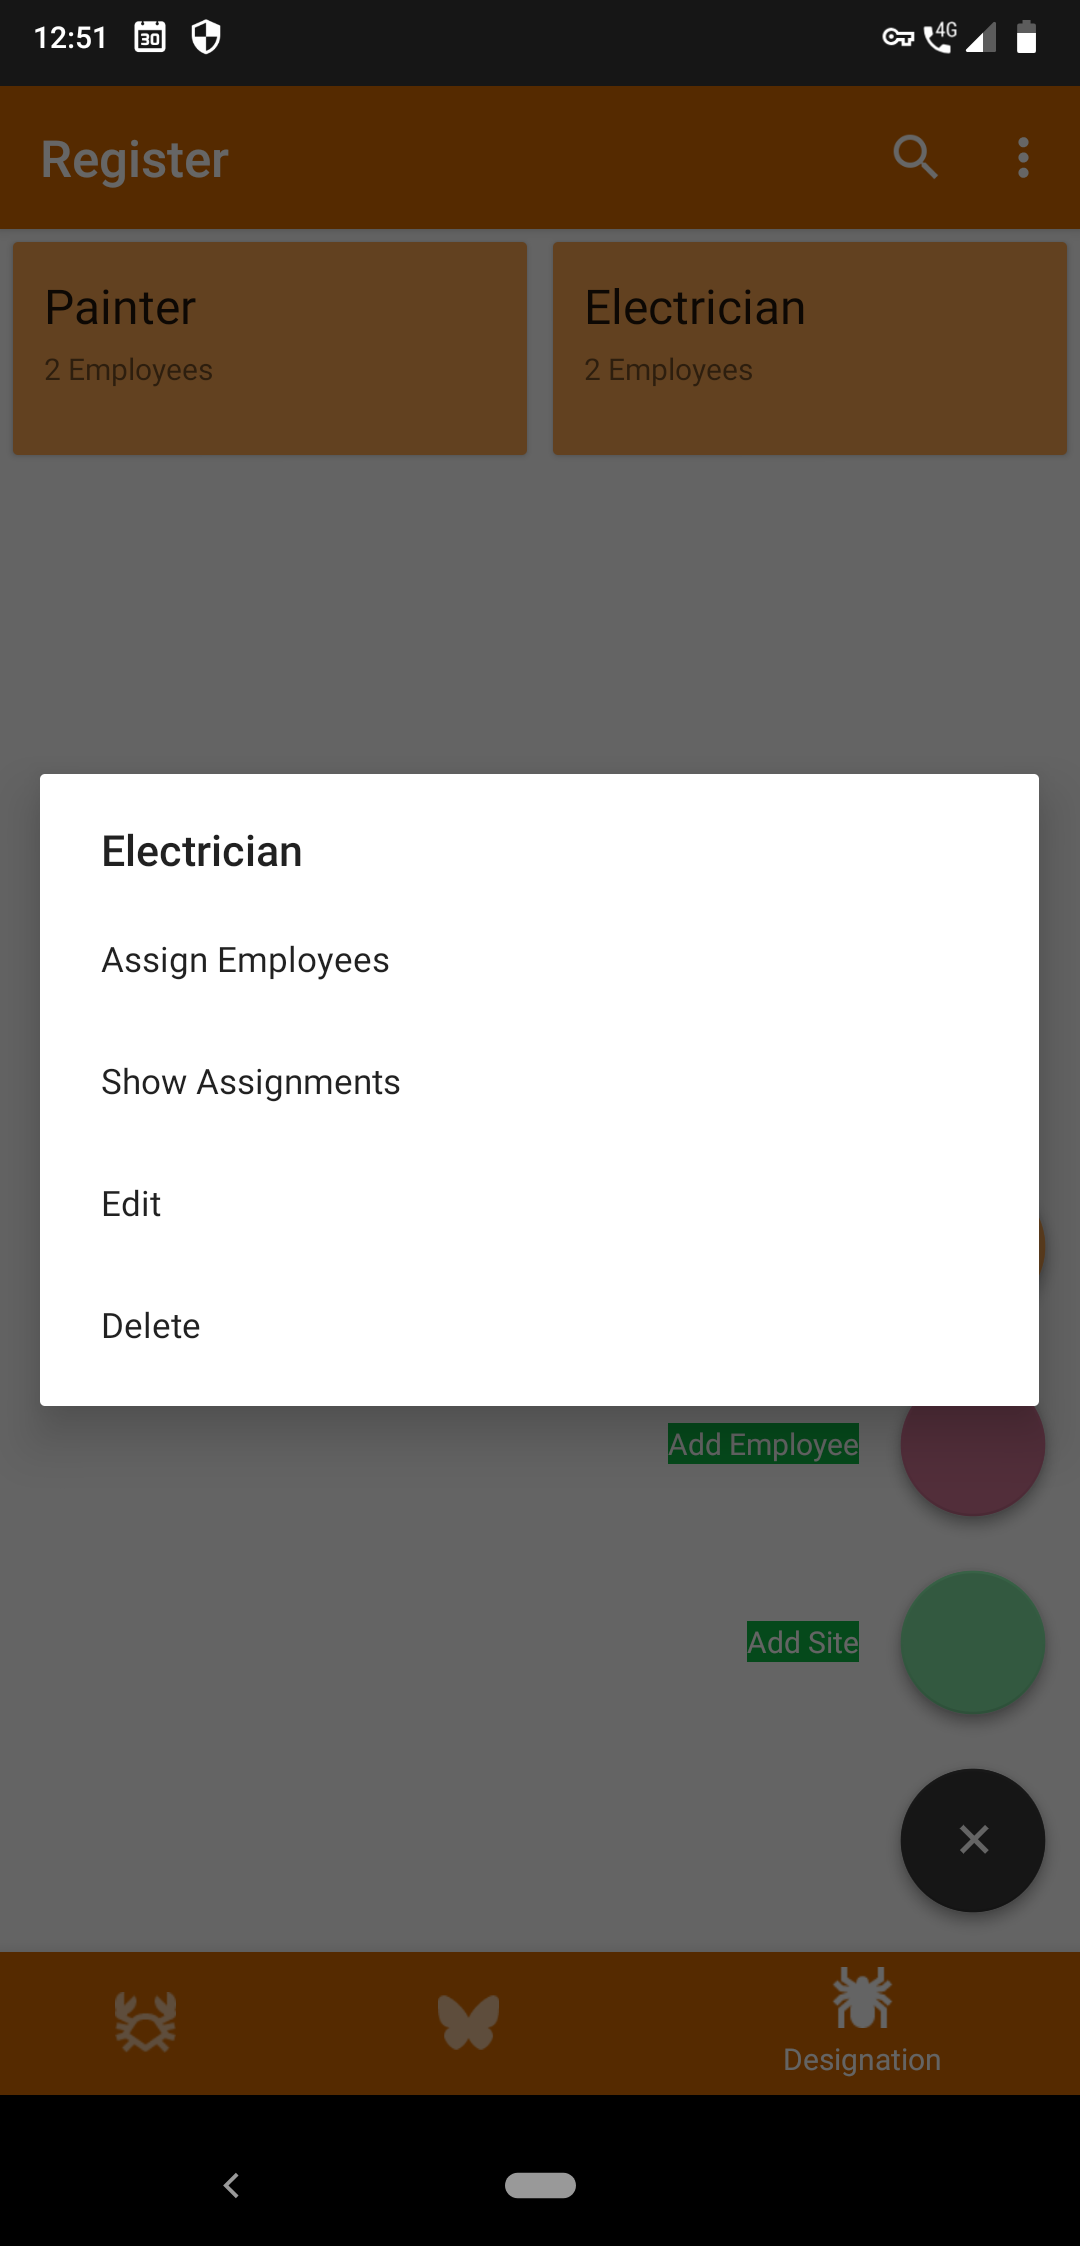 12:51 30 4G
Register
Painter
2 Employees
Electrician
2 Employees
Electrician
Assign Employees
Show Assignments
Edit
Delete
Add Employee
Add Site
Designation